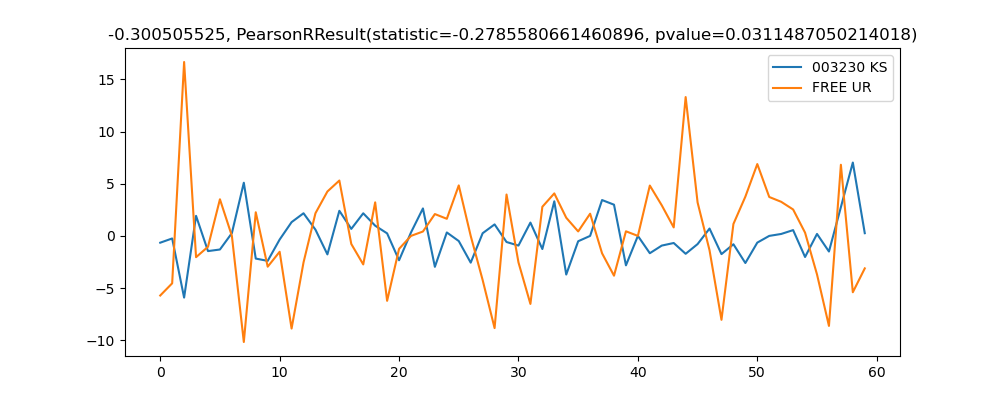 -0.300505525, PearsonRResult(statistic=-0.2785580661460896, pvalue=0.0311487050214018)
003230 KS
FREE UR
15
10
5
0
−5
−10
0 10 20 30 40 50 60